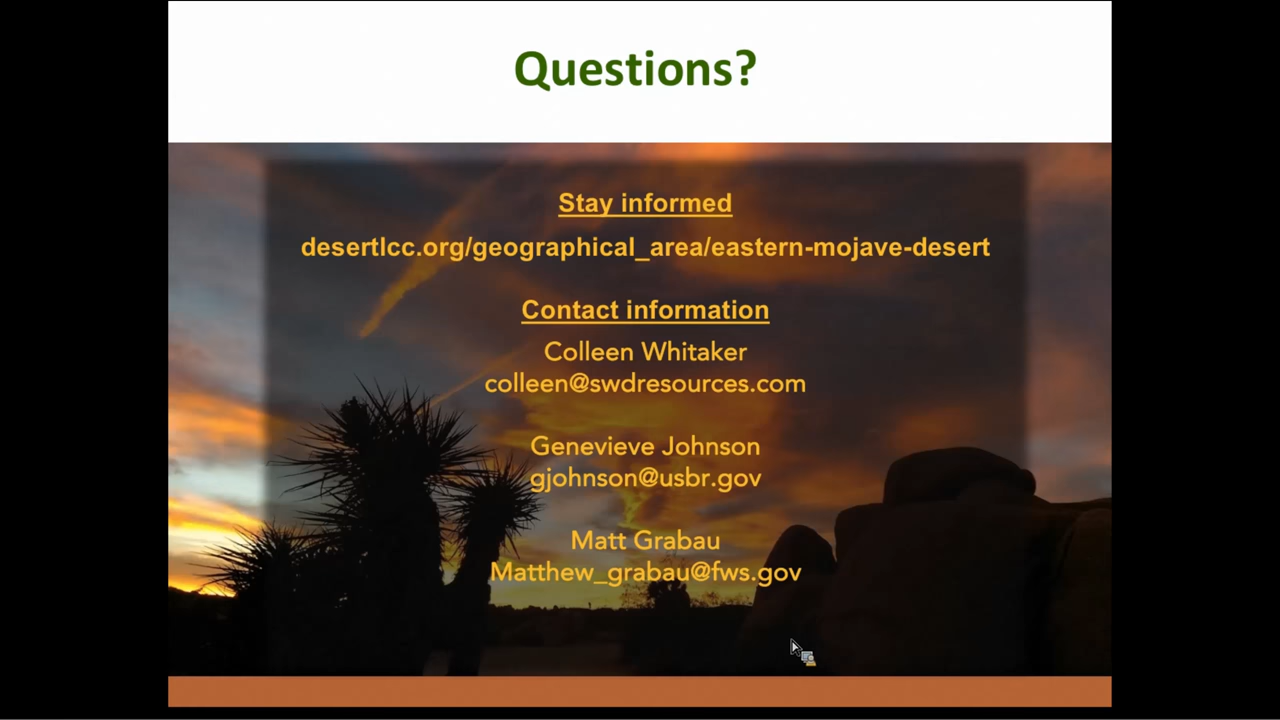 Questions?
Stay informed
desertlcc.org/geographical_area/eastern-mojave-desert
Contact information
Colleen Whitaker
colleen@swdresources.com
Genevieve Johnson
gjohnson@usbr.gov
Matt Grabau
Matthew_grabau@fws.gov